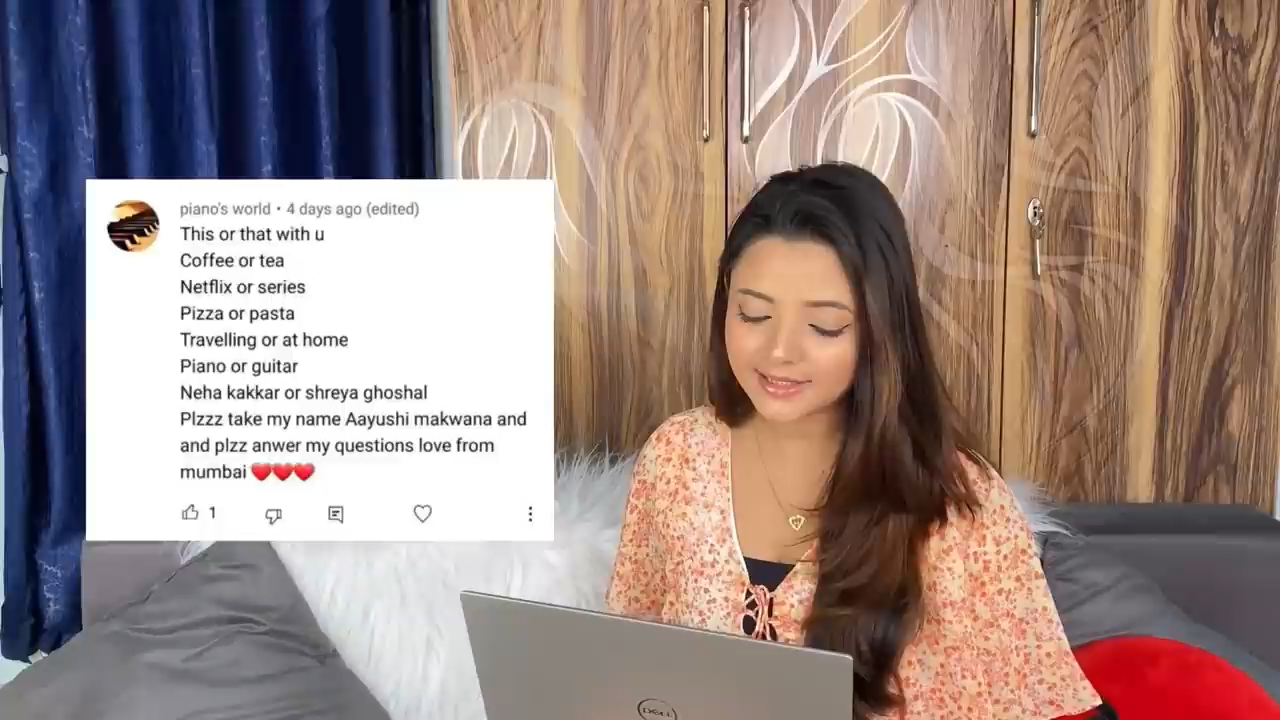 piano's world • 4 days ago (edited)
This or that with u
Coffee or tea
Netflix or series
Pizza or pasta
Travelling or at home
Piano or guitar
Neha kakkar or shreya ghoshal
Plzzz take my name Aayushi makwana and
and plzz anwer my questions love from
mumbai ❤️❤️❤️
1
DELL